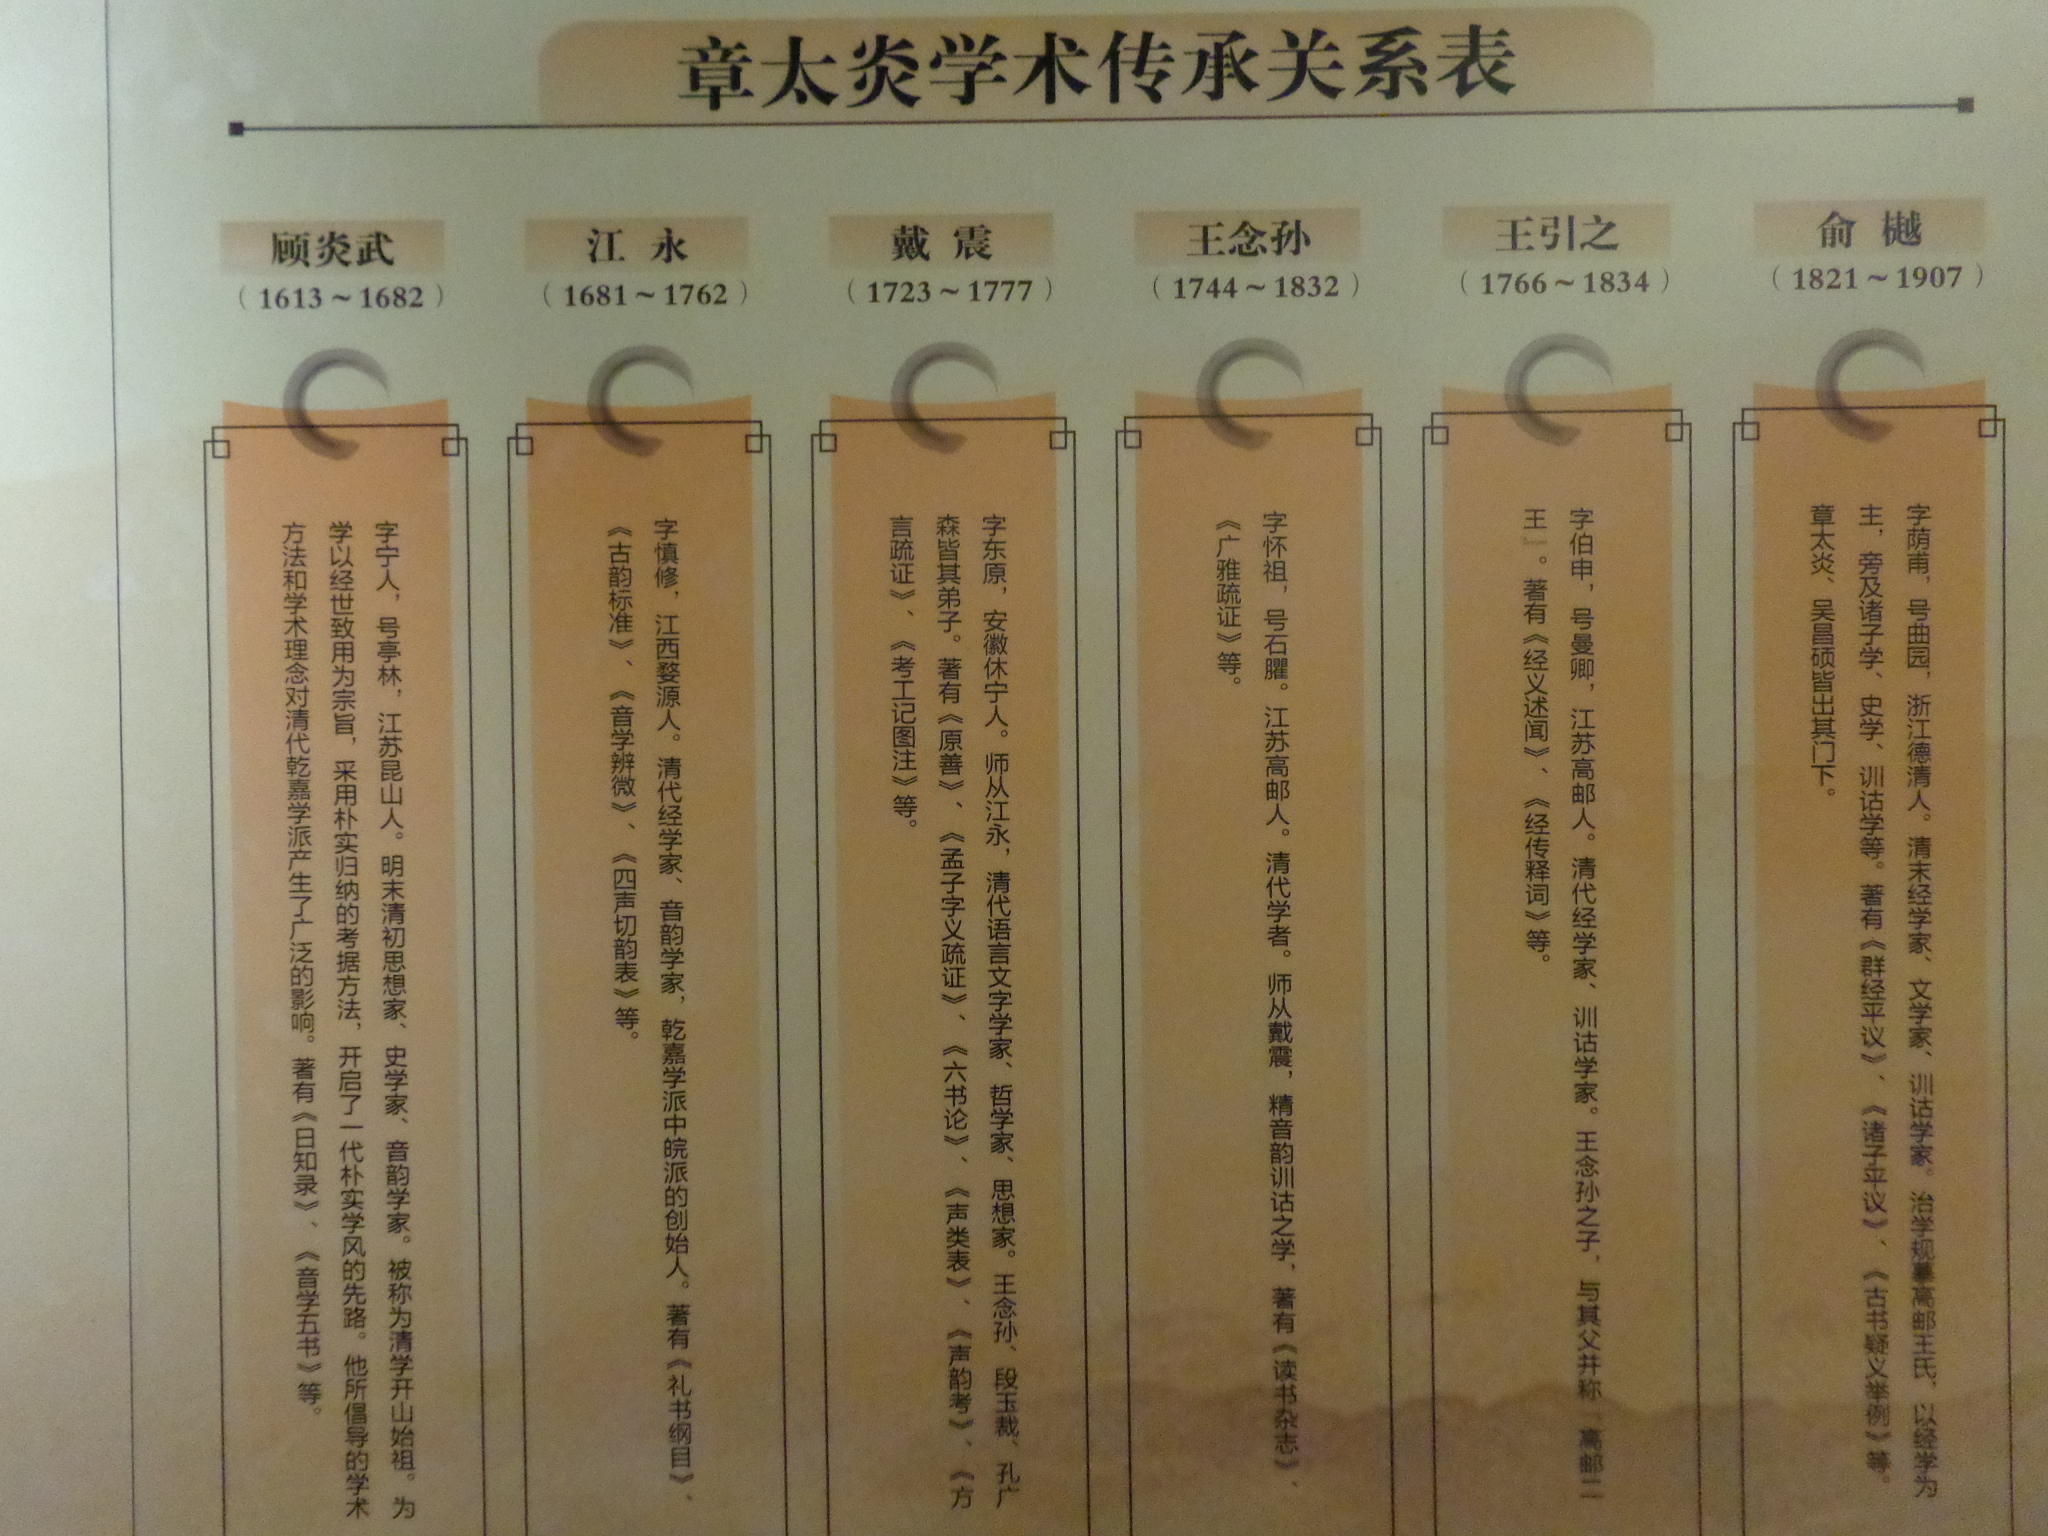 章太炎学术传承关系表
顾炎武
（1613～1682）
字宁人，号亭林，江苏昆山人。明末清初思想家、史学家、音韵学家。被称为清学开山始祖。为
学以经世致用为宗旨，采用朴实归纳的考据方法，开启了一代朴实学风的先路。他所倡导的学术
方法和学术理念对清代乾嘉学派产生了广泛的影响。著有《日知录》、《音学五书》等。
江永
（1681～1762）
字慎修，江西婺源人。清代经学家、音韵学家，乾嘉学派中皖派的创始人。著有《礼书纲目》、
《古韵标准》、《音学辨微》、《四声切韵表》等。
戴震
（1723～1777）
字东原，安徽休宁人。师从江永，清代语言文字学家、哲学家、思想家。王念孙、段玉裁、孔广
森皆其弟子。著有《原善》、《孟子字义疏证》、《六书论》、《声类表》、《声韵考》、《方
言疏证》、《考工记图注》等。
王念孙
（1744～1832）
字怀祖，号石臞。江苏高邮人。清代学者。师从戴震，精音韵训诂之学，著有《读书杂志》、
《广雅疏证》等。
王引之
（1766～1834）
字伯申，号曼卿，江苏高邮人。清代经学家、训诂学家。王念孙之子，与其父并称「高邮二
王」。著有《经义述闻》、《经传释词》等。
俞樾
（1821～1907）
字荫甫，号曲园，浙江德清人。清末经学家、文学家、训诂学家。治学规摹高邮王氏，以经学为
主，旁及诸子学、史学、训诂学等。著有《群经平议》、《诸子平议》、《古书疑义举例》等。
章太炎、吴昌硕皆出其门下。